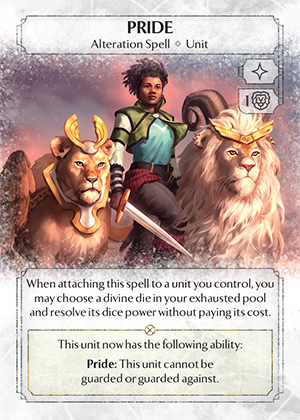 PRIDE
Alteration Spell ⋄ Unit
1
When attaching this spell to a unit you control, you
may choose a divine die in your exhausted pool
and resolve its dice power without paying its cost.
This unit now has the following ability:
Pride: This unit cannot be
guarded or guarded against.